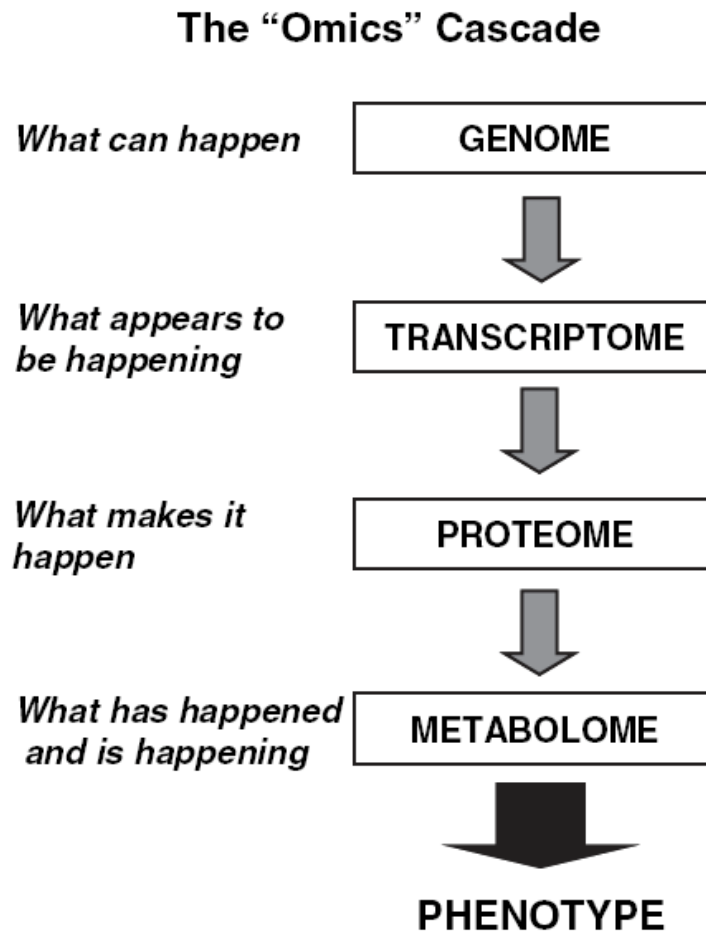 The “Omics” Cascade
What can happen
GENOME
What appears to
be happening
TRANSCRIPTOME
What makes it
happen
PROTEOME
What has happened
and is happening
METABOLOME
PHENOTYPE